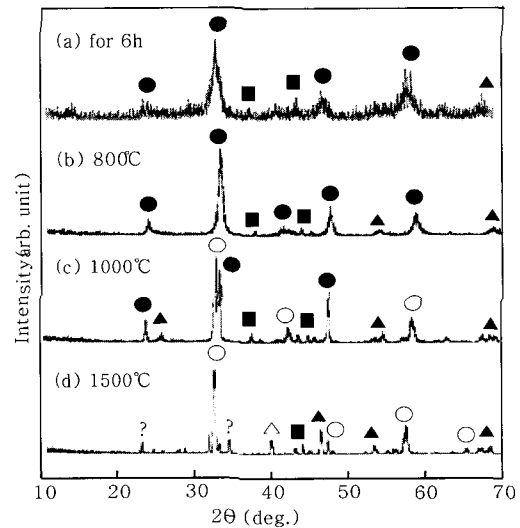 (a) for 6h
(b) 800℃
(c) 1000℃
(d) 1500℃
? ?
Intensity(arb. unit)
10 20 30 40 50 60 70
2Θ (deg.)